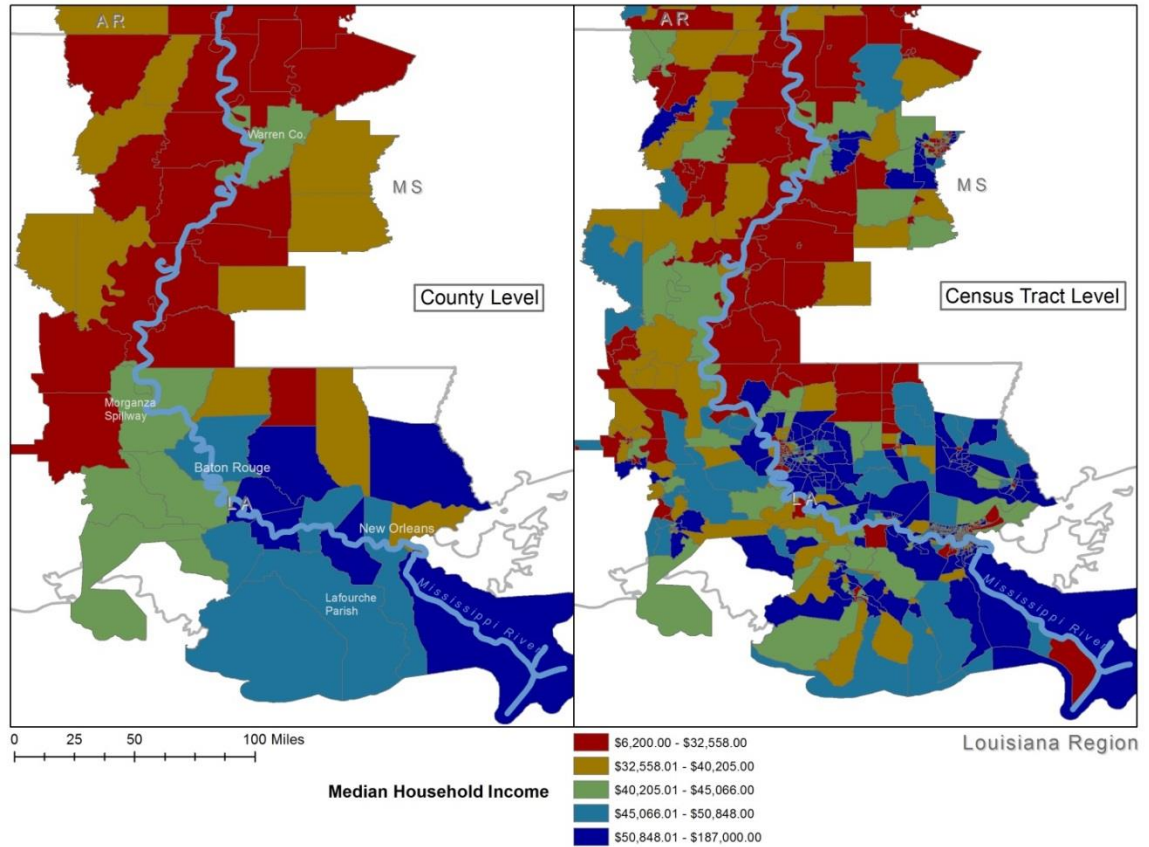 AR
Warren Co.
MS
County Level
Morganza
Spillway
Baton Rouge
LA
New Orleans
Lafourche
Parish
Mississippi River
AR
MS
Census Tract Level
LA
Mississippi River
0 25 50 100 Miles
Median Household Income
$6,200.00 - $32,558.00
$32,558.01 - $40,205.00
$40,205.01 - $45,066.00
$45,066.01 - $50,848.00
$50,848.01 - $187,000.00
Louisiana Region